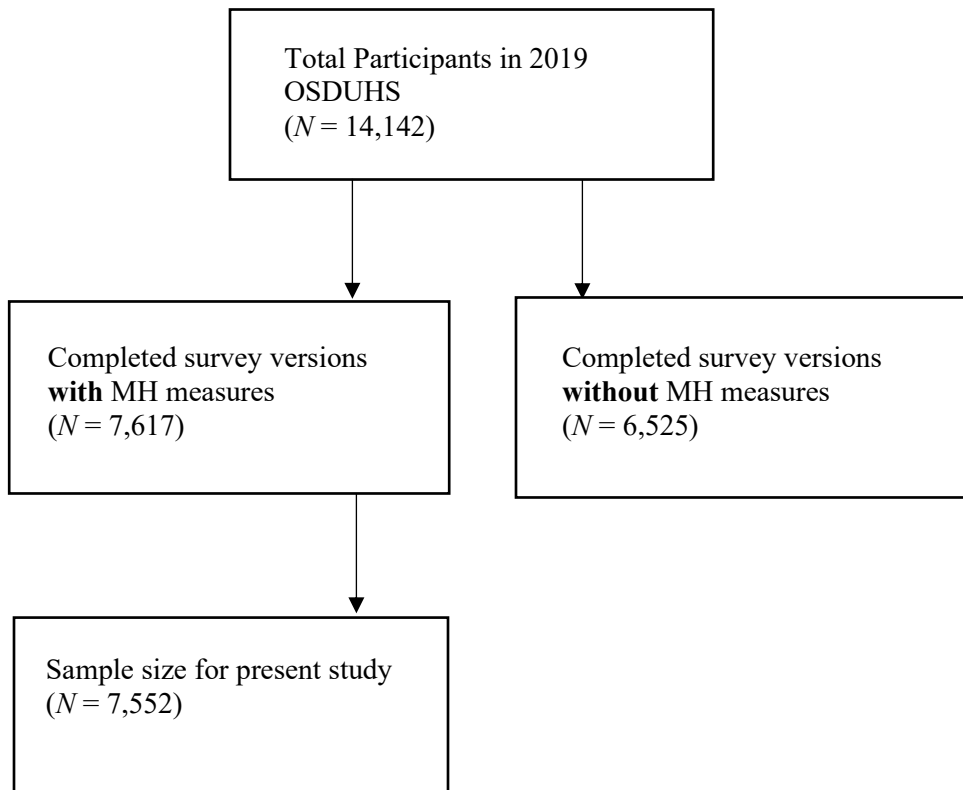 Total Participants in 2019
OSDUHS
(N = 14,142)
Completed survey versions
with MH measures
(N = 7,617)
Completed survey versions
without MH measures
(N = 6,525)
Sample size for present study
(N = 7,552)